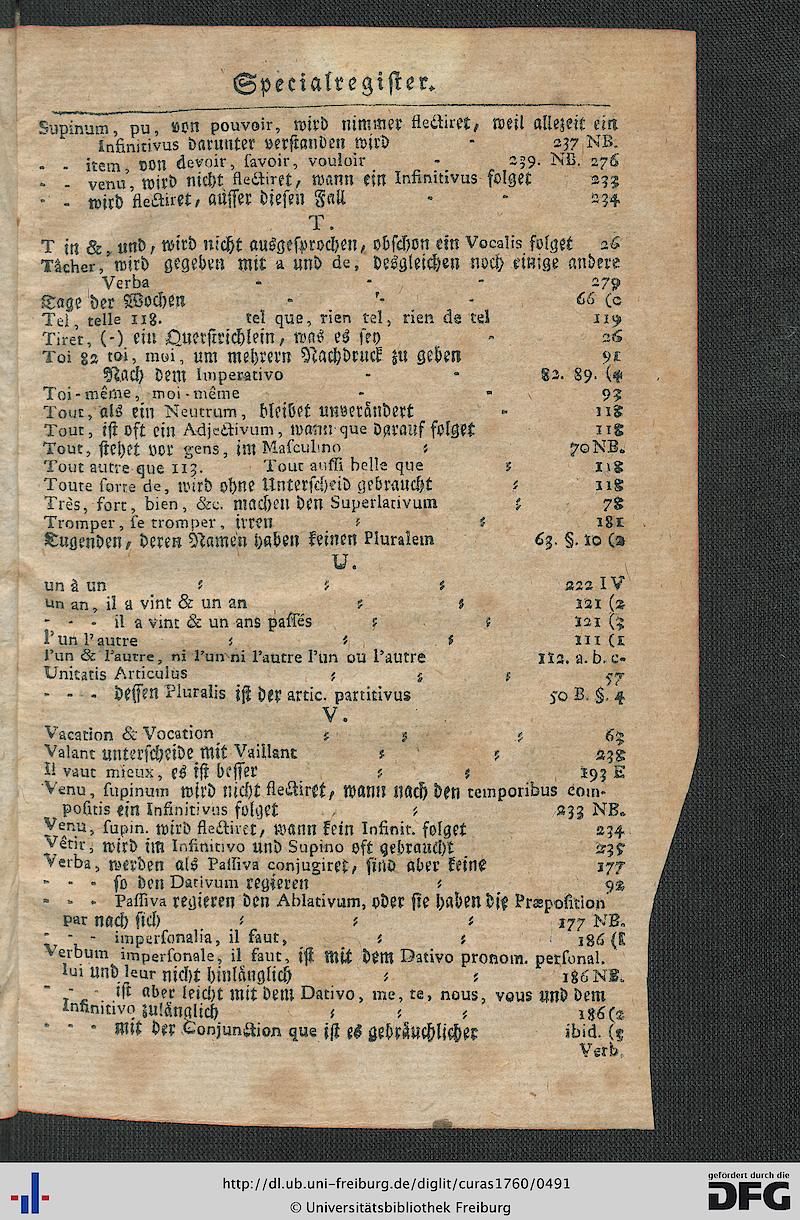 Specialregister.
Supinum, pu, von pouvoir, wird nimmer flectiret, weil allezeit ein
Infinitivus darunter verstanden wird - 237 NB.
- - item, von devoir, savoir, vouloir - 239. NB. 276
- - venu, wird nicht flectiret, wann ein Infinitivus folget 233
- - wird flectiret, ausser diesen Fall - - 234
T.
T in &, und, wird nicht ausgesprochen, obschon ein Vocalis folget 26
Tâcher, wird gegeben mit a und de, desgleichen noch einige andere
Verba - - - 279
Tage der Wochen - - - 66 (c
Tel, telle 118. tel que, rien tel, rien de tel 119
Tiret, (-) ein Querstrichlein, was es sey - 26
Toi 82 toi, moi, um mehrern Nachdruck zu geben 91
Nach dem Imperativo - - 82. 89. (4
Toi-même, moi-même - - 93
Tout, als ein Neutrum, bleibet unverändert - 118
Tout, ist oft ein Adjectivum, wann que darauf folget 118
Tout, stehet vor gens, im Masculino = 70 NB.
Tout autre que 113. Tout aussi belle que = 118
Toute sorte de, wird ohne Unterscheid gebraucht = 118
Très, fort, bien, &c. machen den Superlativum = 78
Tromper, se tromper, irren = = 181
Tugenden, deren Namen haben keinen Pluralem 63. §. 10 (2
U.
un à un = = = 222 IV
un an, il a vint & un an = = 121 (2
- - - il a vint & un ans passés = = 121 (3
l'un l'autre = = = 111 (1
l'un & l'autre, ni l'un ni l'autre l'un ou l'autre 112. a. b. c.
Unitatis Articulus = = = 57
- - - dessen Pluralis ist der artic. partitivus 50 B. §. 4
V.
Vacation & Vocation = = = 63
Valant unterscheide mit Vaillant = = 238
Il vaut mieux, es ist besser = = 193 E
Venu, supinum wird nicht flectiret, wann nach den temporibus com-
positis ein Infinitivus folget = 233 NB.
Venu, supin. wird flectiret, wann kein Infinit. folget 234
Vêtir, wird im Infinitivo und Supino oft gebraucht 235
Verba, werden als Passiva conjugiret, sind aber keine 177
- - - so den Dativum regieren = 92
- - - Passiva regieren den Ablativum, oder sie haben die Præposition
par nach sich = = = 177 NB.
- - - impersonalia, il faut, = = 186 (1
Verbum impersonale, il faut, ist mit dem Dativo pronom. personal.
lui und leur nicht hinlänglich = = 186 NB.
- - - ist aber leicht mit dem Dativo, me, te, nous, vous und dem
Infinitivo zulänglich = = = 186 (2
- - - mit der Conjunction que ist es gebräuchlicher ibid. (3
Verb.
http://dl.ub.uni-freiburg.de/diglit/curas1760/0491
© Universitätsbibliothek Freiburg
gefördert durch die
DFG